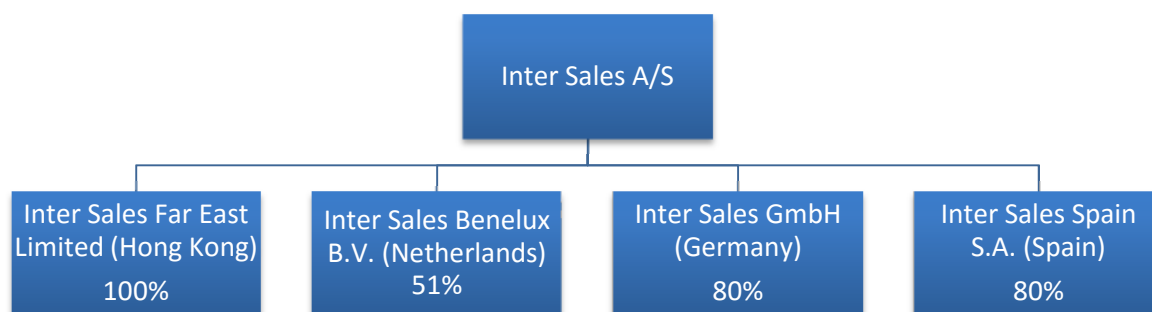 Inter Sales A/S
Inter Sales Far East
Limited (Hong Kong)
100%
Inter Sales Benelux
B.V. (Netherlands)
51%
Inter Sales GmbH
(Germany)
80%
Inter Sales Spain
S.A. (Spain)
80%